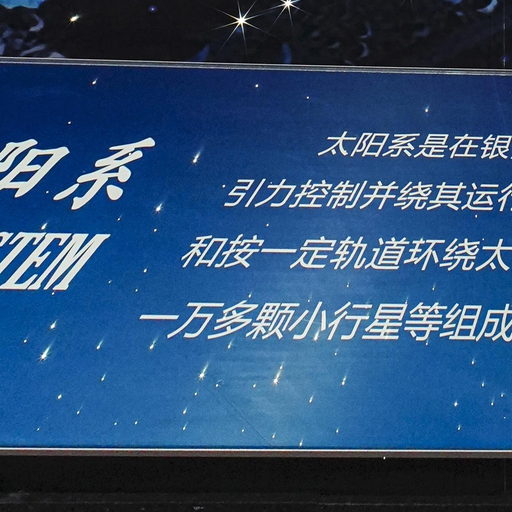 阳系
STEM
太阳系是在银
引力控制并绕其运行
和按一定轨道环绕太
一万多颗小行星等组成